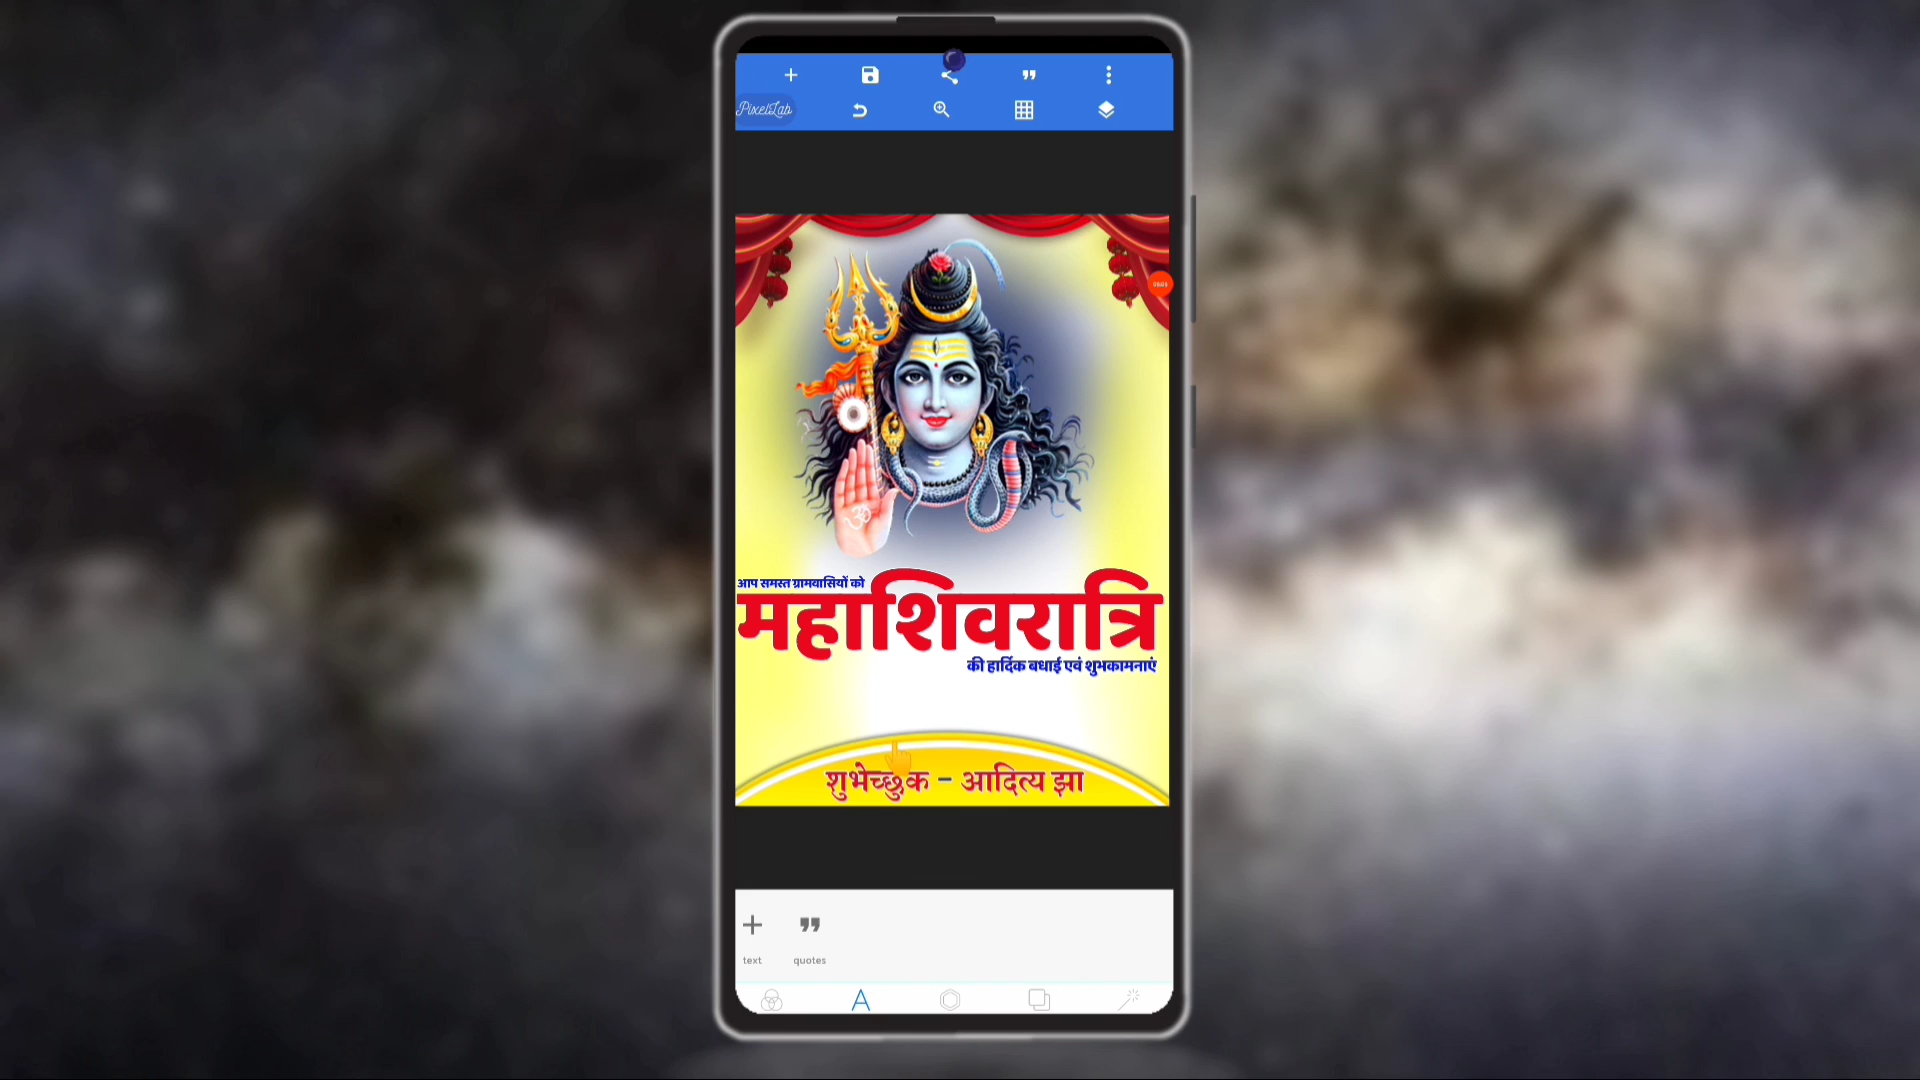 PixelLab
आप समस्त ग्रामवासियों को
महाशिवरात्रि
की हार्दिक बधाई एवं शुभकामनाएं
शुभेच्छुक - आदित्य झा
text
quotes